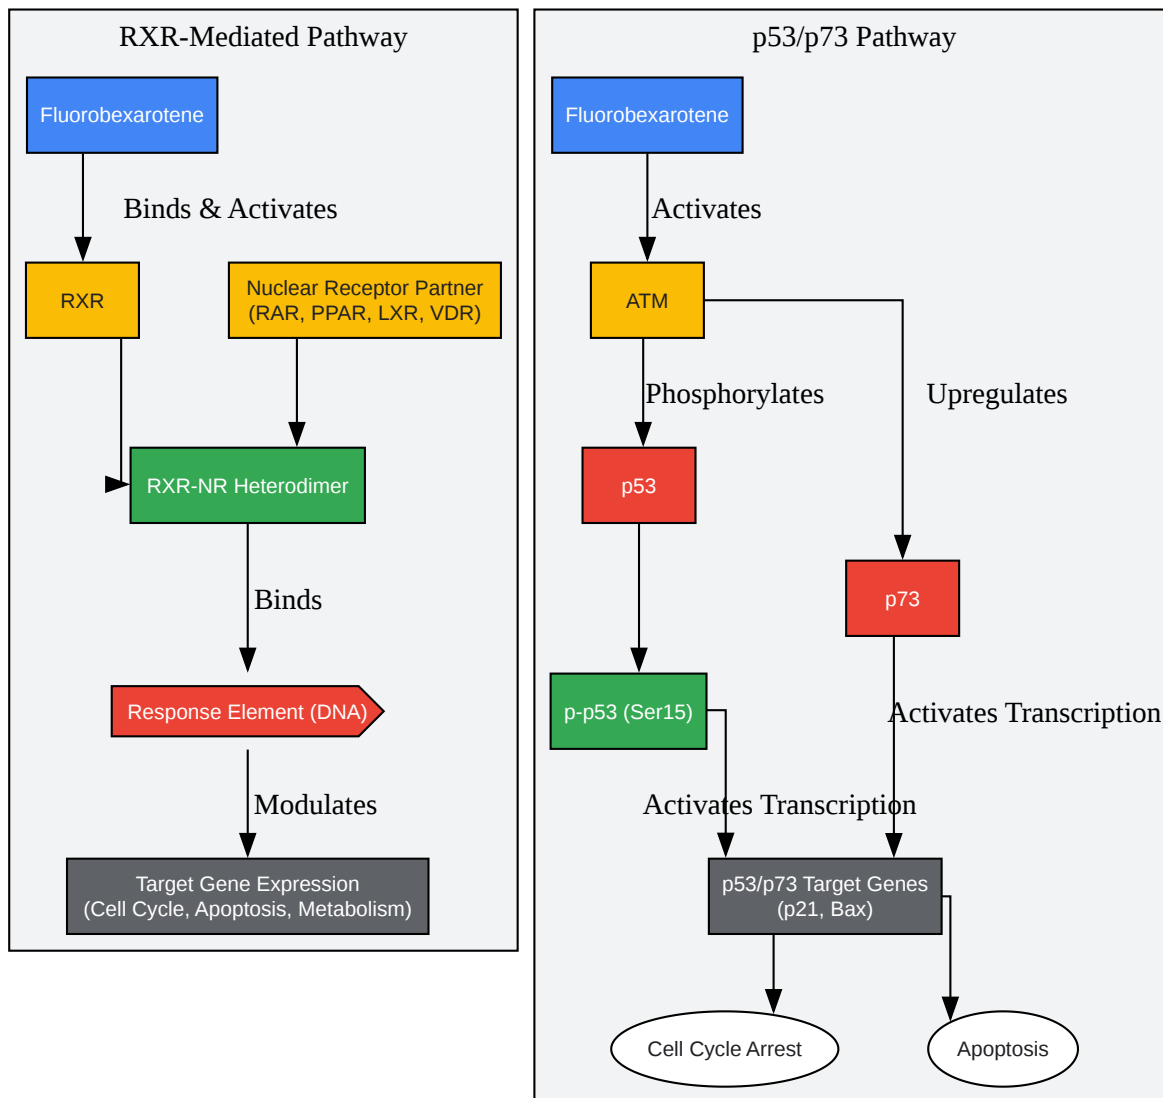 RXR-Mediated Pathway
Fluorobexarotene
Binds & Activates
RXR
Nuclear Receptor Partner
(RAR, PPAR, LXR, VDR)
RXR-NR Heterodimer
Binds
Response Element (DNA)
Modulates
Target Gene Expression
(Cell Cycle, Apoptosis, Metabolism)
p53/p73 Pathway
Fluorobexarotene
Activates
ATM
Phosphorylates
Upregulates
p53
p73
p-p53 (Ser15)
Activates Transcription
Activates Transcription
p53/p73 Target Genes
(p21, Bax)
Cell Cycle Arrest
Apoptosis